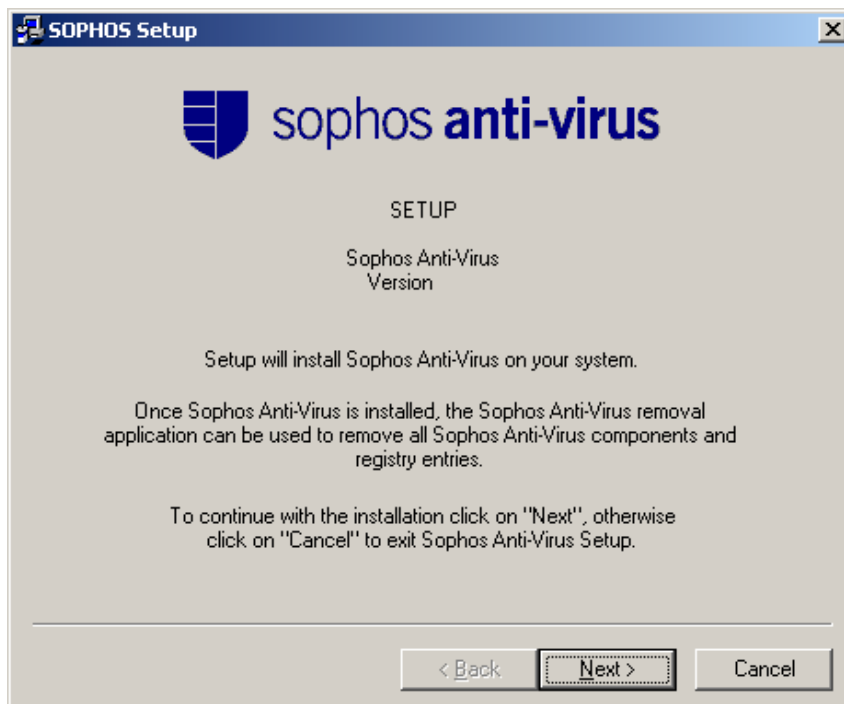 SOPHOS Setup
sophos anti-virus
SETUP
Sophos Anti-Virus
Version
Setup will install Sophos Anti-Virus on your system.
Once Sophos Anti-Virus is installed, the Sophos Anti-Virus removal
application can be used to remove all Sophos Anti-Virus components and
registry entries.
To continue with the installation click on "Next", otherwise
click on "Cancel" to exit Sophos Anti-Virus Setup.
< Back Next > Cancel